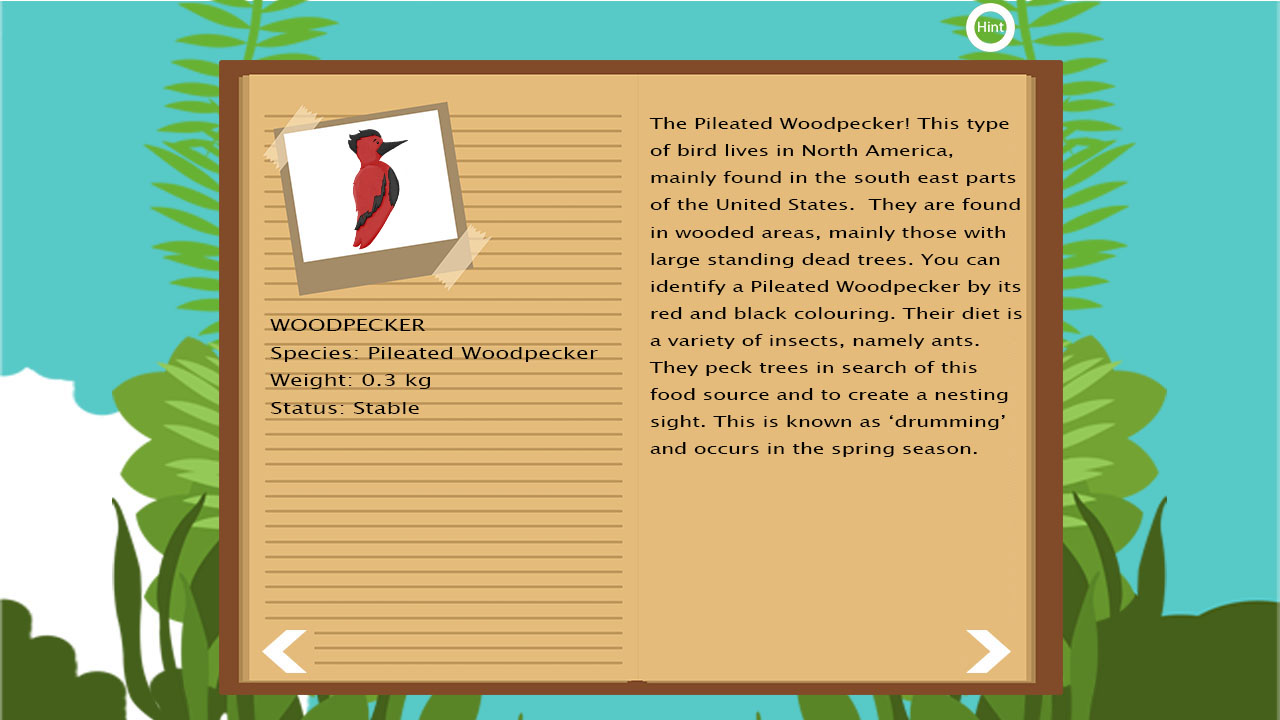 Hint
WOODPECKER
Species: Pileated Woodpecker
Weight: 0.3 kg
Status: Stable
The Pileated Woodpecker! This type
of bird lives in North America,
mainly found in the south east parts
of the United States.  They are found
in wooded areas, mainly those with
large standing dead trees. You can
identify a Pileated Woodpecker by its
red and black colouring. Their diet is
a variety of insects, namely ants.
They peck trees in search of this
food source and to create a nesting
sight. This is known as ‘drumming’
and occurs in the spring season.